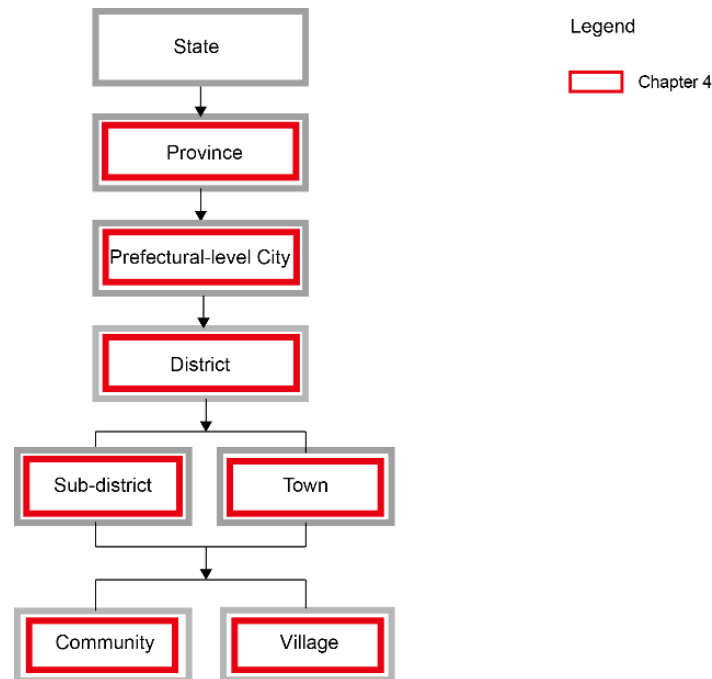 State
Legend
Chapter 4
Province
Prefectural-level City
District
Sub-district
Town
Community
Village